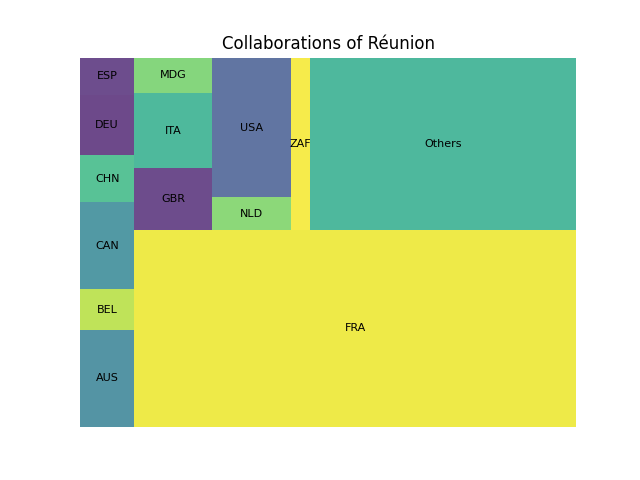 Collaborations of Réunion
ESP
MDG
DEU
USA
ITA
ZAF
Others
CHN
GBR
NLD
CAN
BEL
FRA
AUS